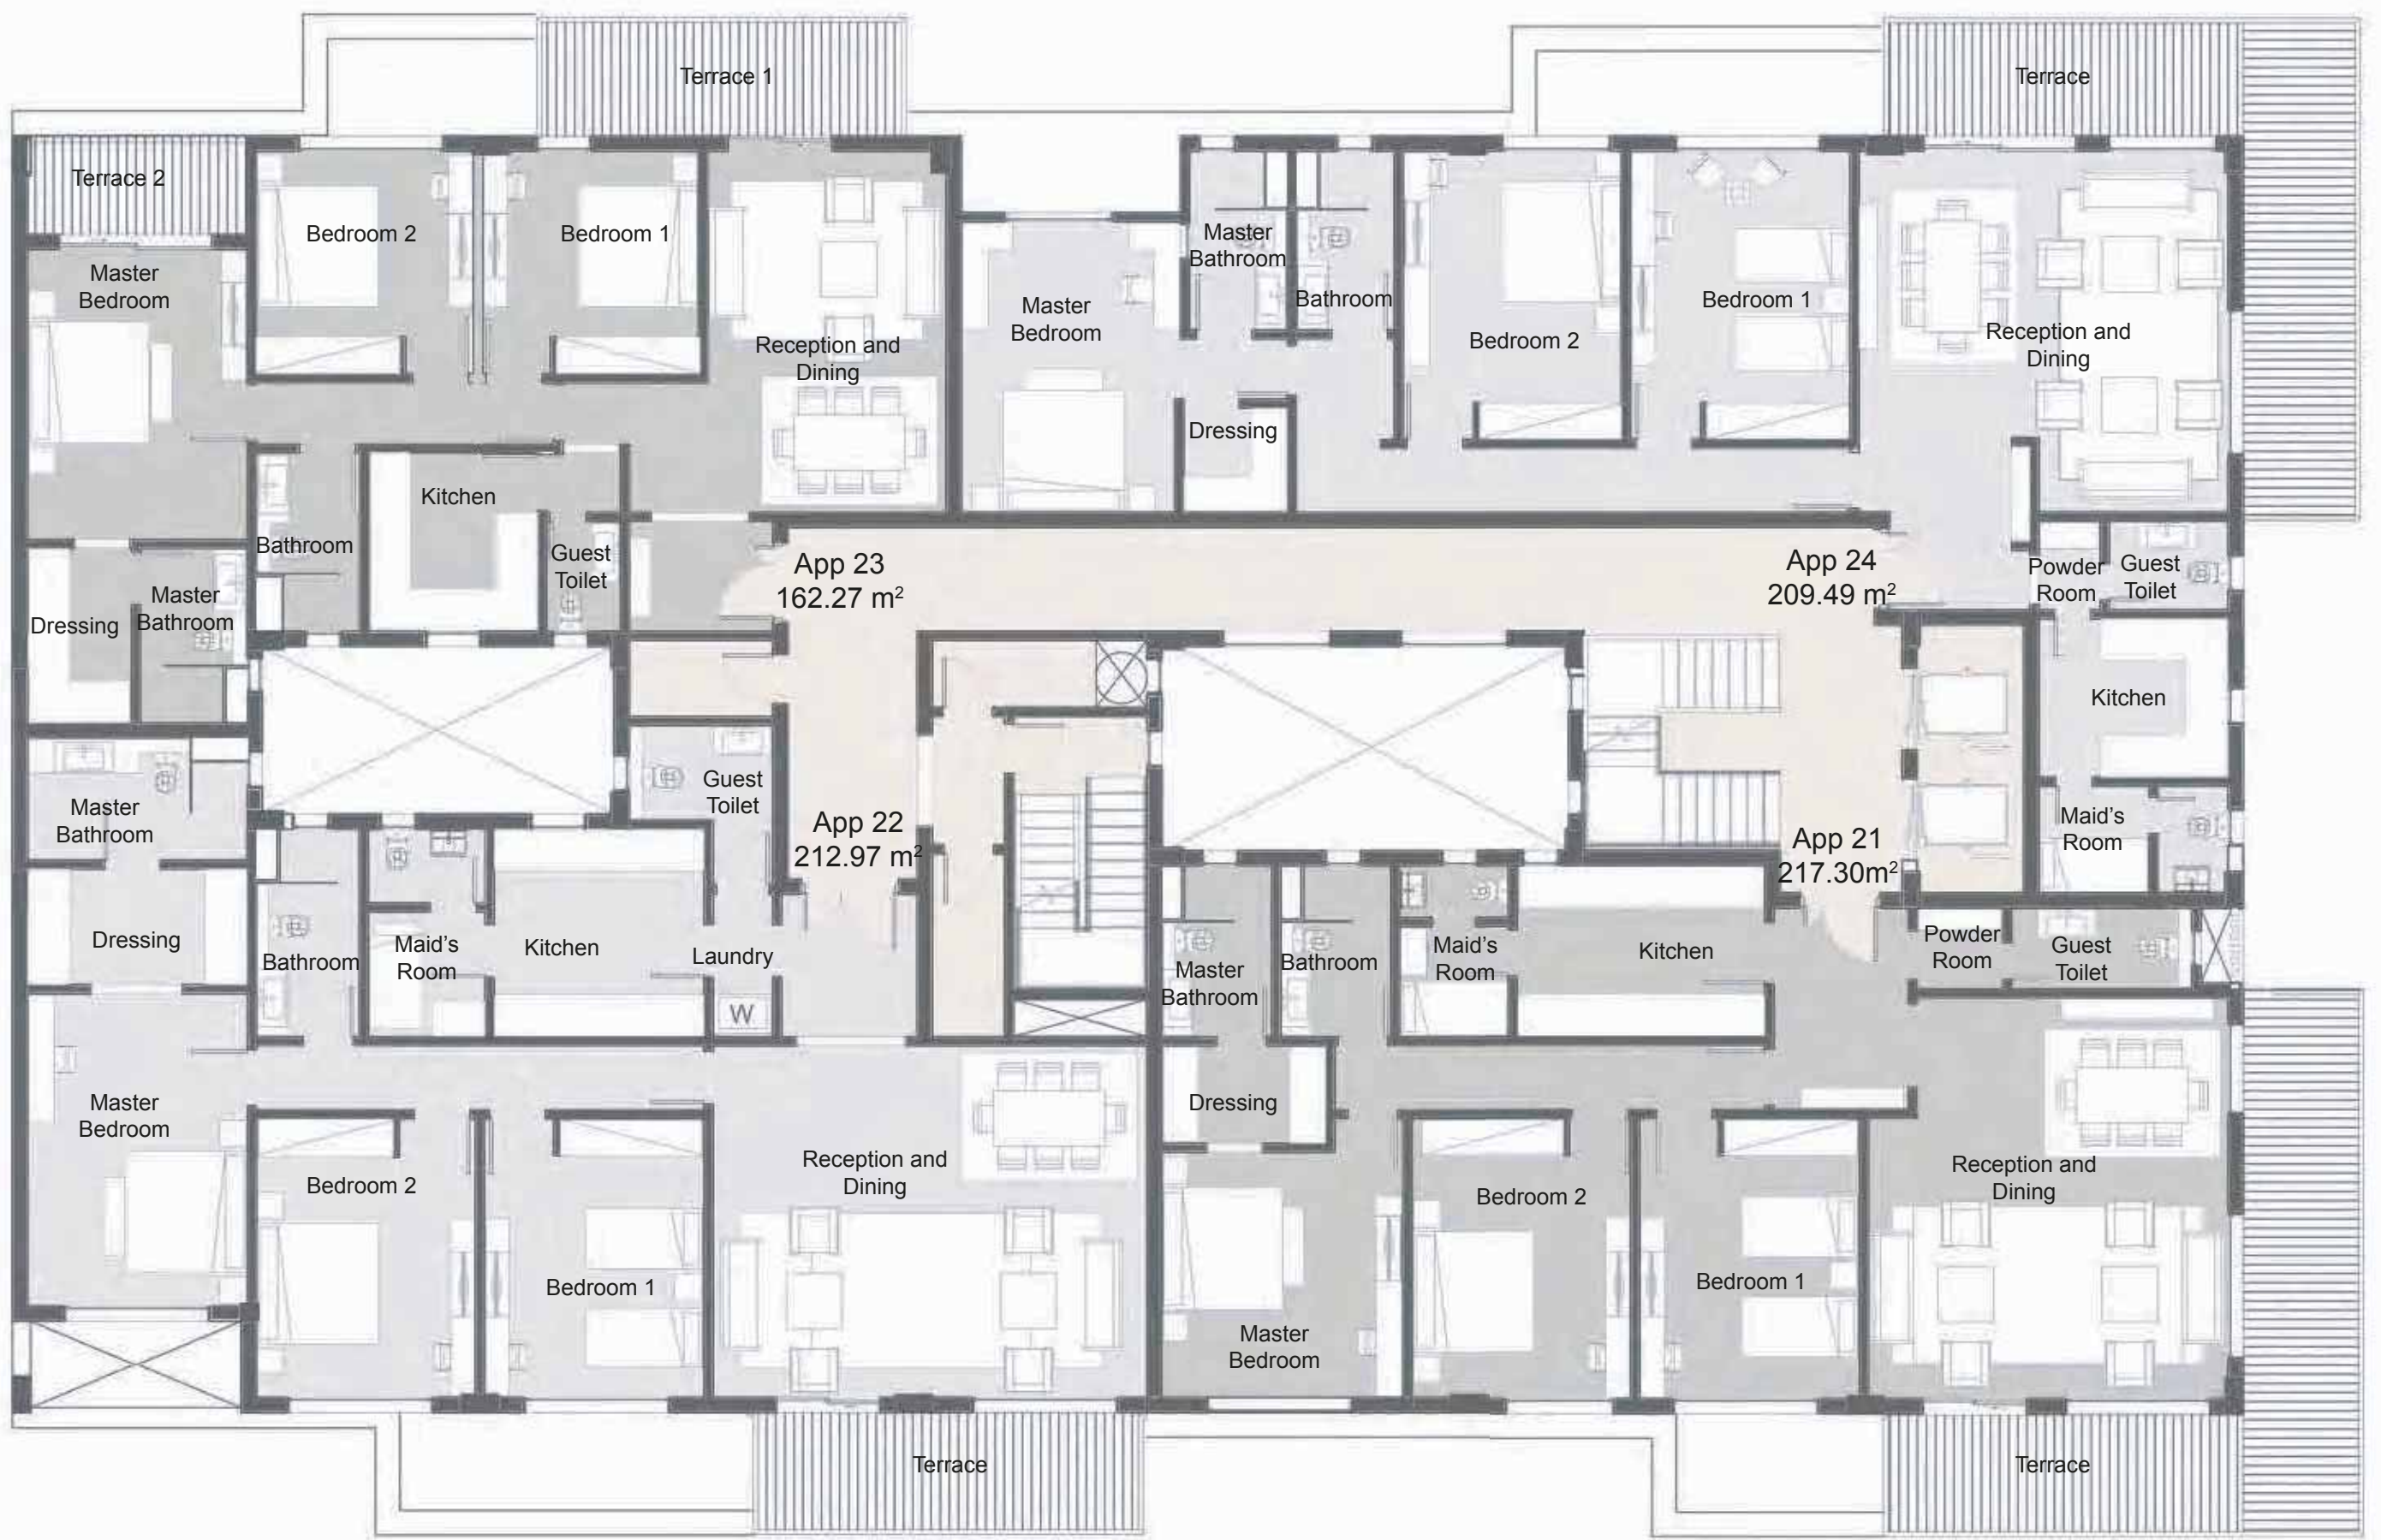 Terrace 1
Terrace
Terrace 2
Bedroom 2
Bedroom 1
Master
Bedroom
Reception and
Dining
Master
Bedroom
Master
Bathroom
Bathroom
Bedroom 2
Bedroom 1
Reception and
Dining
Dressing
Kitchen
Bathroom
Guest
Toilet
Dressing
Master
Bathroom
App 23
162.27 m²
App 24
209.49 m²
Powder
Room
Guest
Toilet
Kitchen
Maid's
Room
Master
Bathroom
Guest
Toilet
App 22
212.97 m²
App 21
217.30m²
Dressing
Bathroom
Maid's
Room
Kitchen
Laundry
W
Master
Bathroom
Bathroom
Maid's
Room
Kitchen
Powder
Room
Guest
Toilet
Master
Bedroom
Dressing
Bedroom 2
Bedroom 1
Reception and
Dining
Master
Bedroom
Bedroom 2
Bedroom 1
Reception and
Dining
Terrace
Terrace